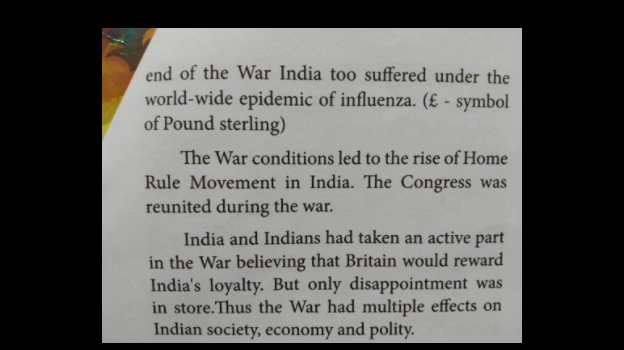 end of the War India too suffered under the
world-wide epidemic of influenza. (£ - symbol
of Pound sterling)
The War conditions led to the rise of Home
Rule Movement in India. The Congress was
reunited during the war.
India and Indians had taken an active part
in the War believing that Britain would reward
India's loyalty. But only disappointment was
in store.Thus the War had multiple effects on
Indian society, economy and polity.